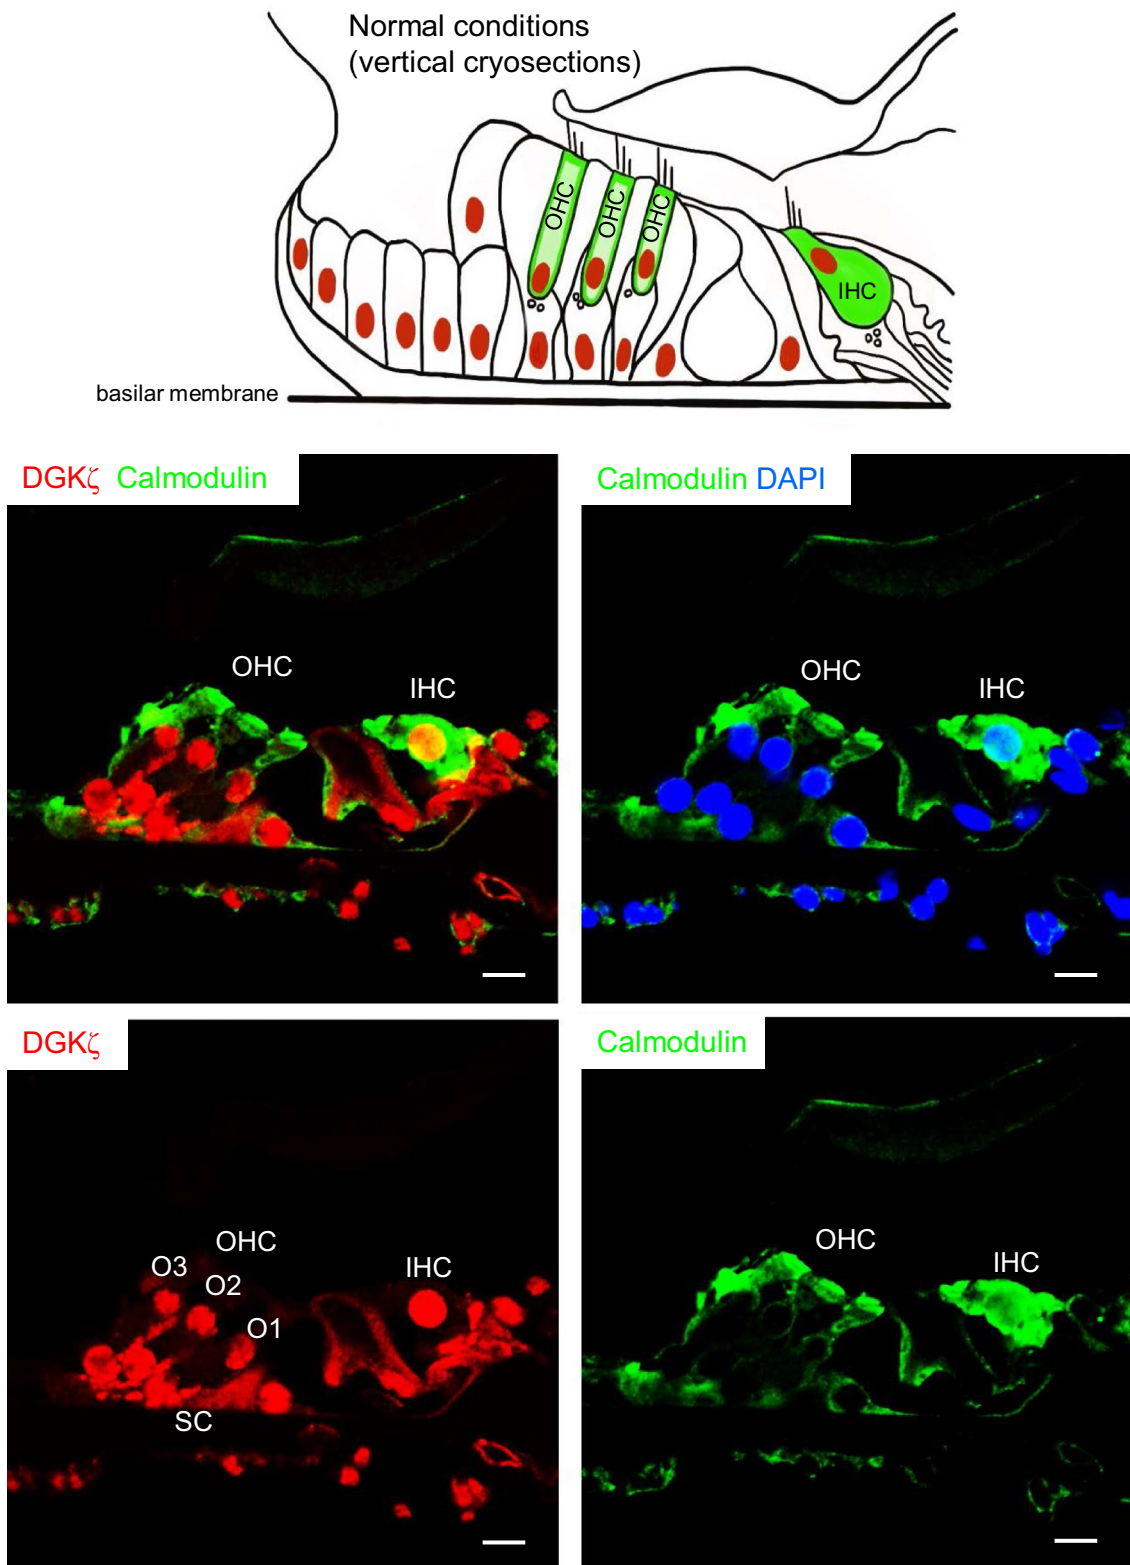 Normal conditions
(vertical cryosections)
OHC
OHC
OHC
IHC
basilar membrane
DGKζ Calmodulin
OHC
IHC
Calmodulin DAPI
OHC
IHC
DGKζ
OHC
O3
O2
O1
IHC
SC
Calmodulin
OHC
IHC